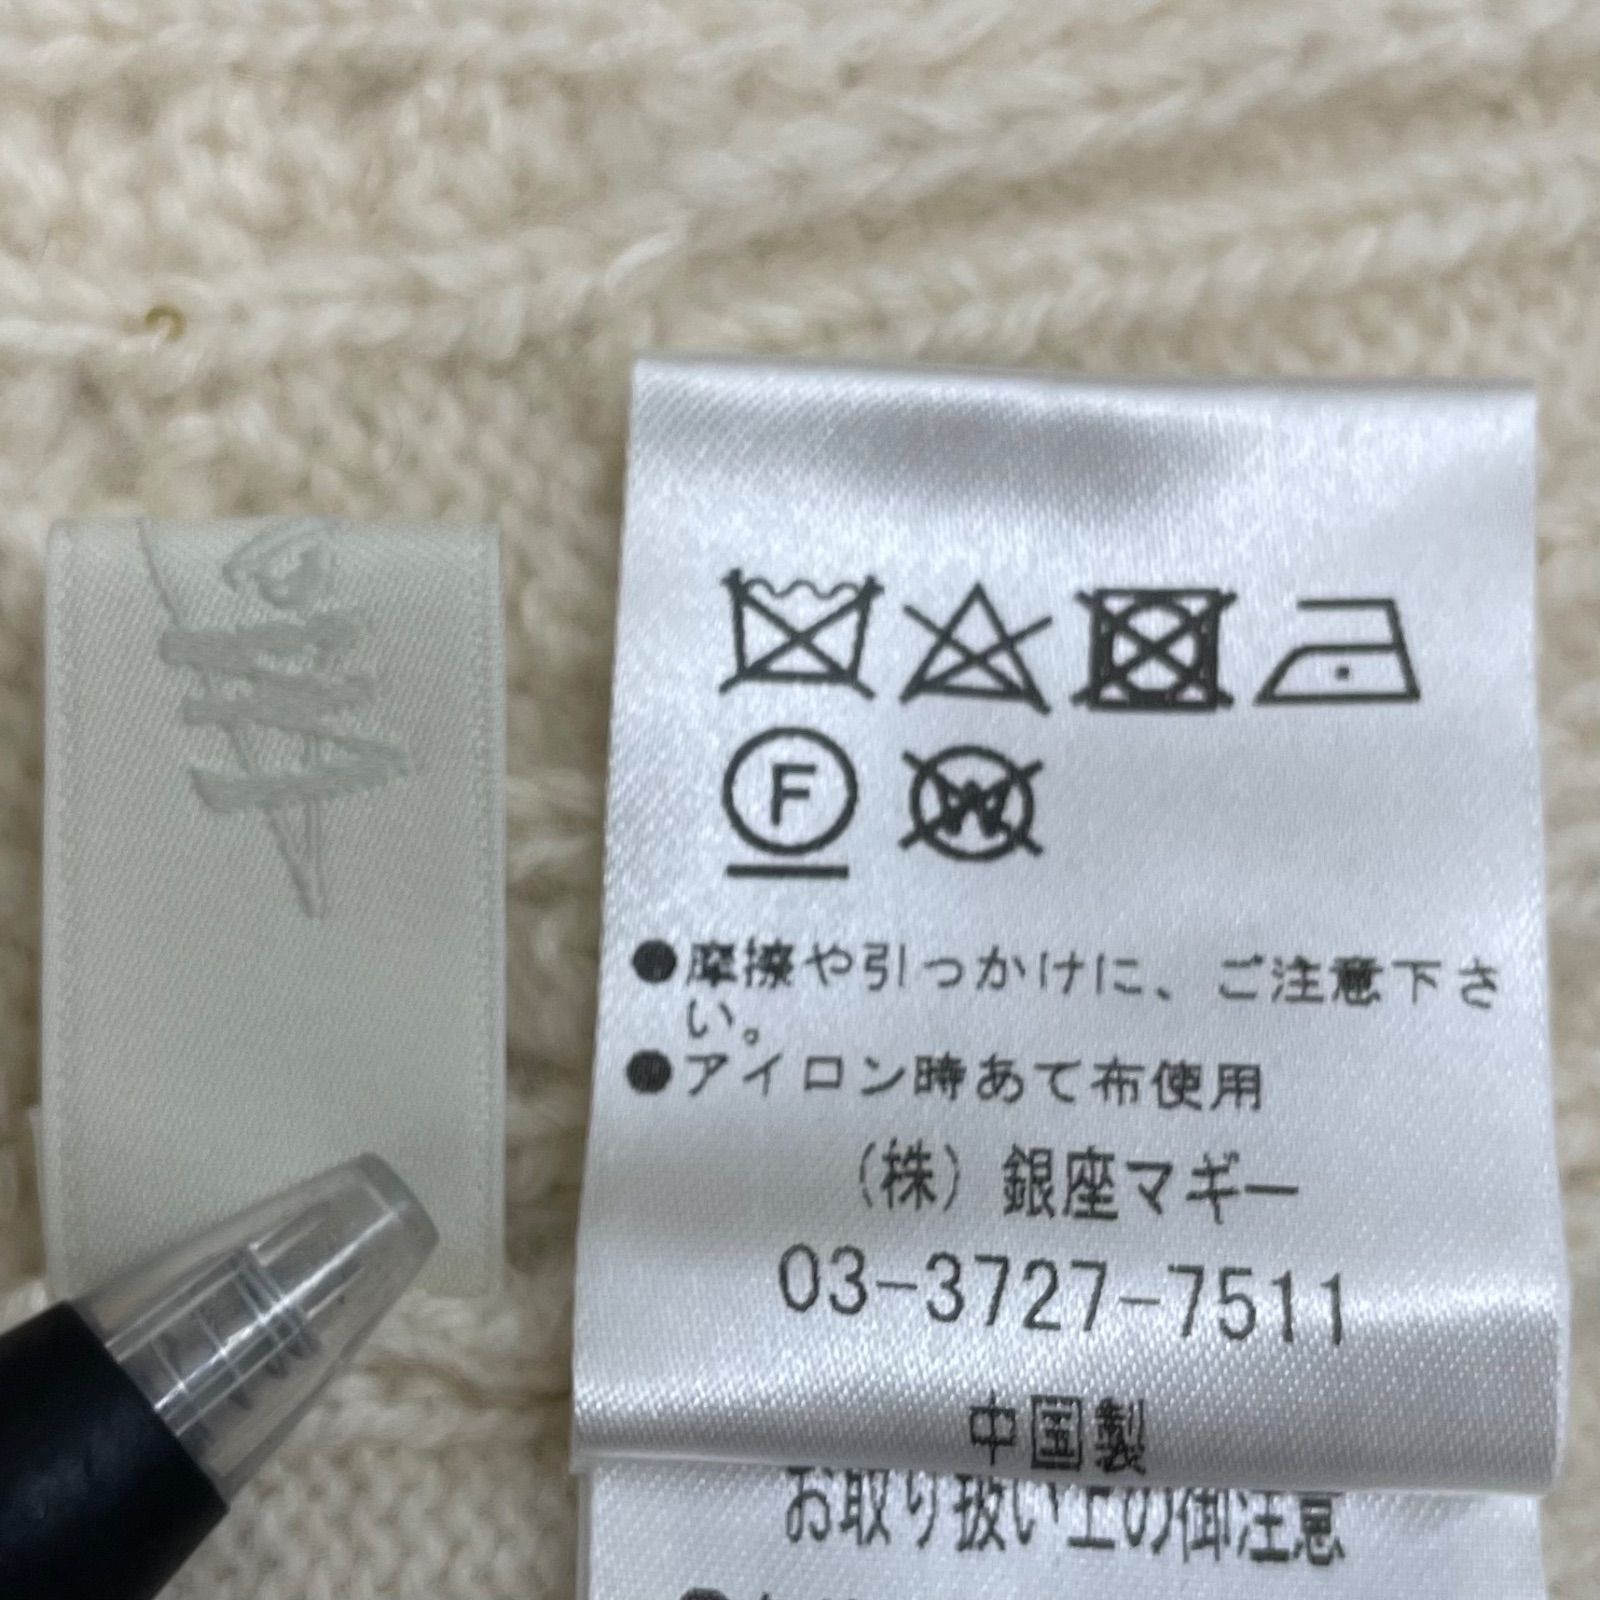 F
W
●摩擦や引っかけに、ご注意下さ
い。
●アイロン時あて布使用
(株) 銀座マギー
03-3727-7511
中国製
お取り扱い上の御注意